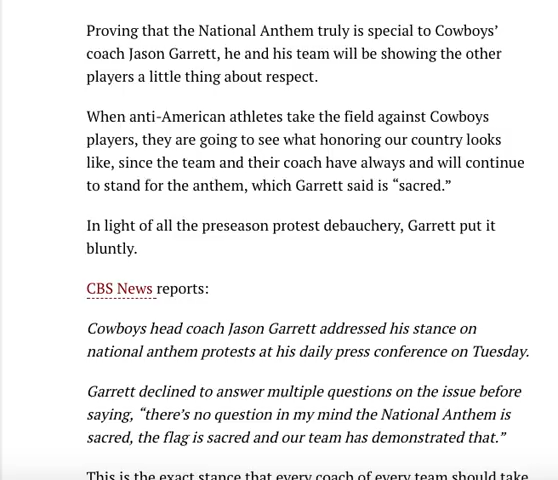 Proving that the National Anthem truly is special to Cowboys’
coach Jason Garrett, he and his team will be showing the other
players a little thing about respect.
When anti-American athletes take the field against Cowboys
players, they are going to see what honoring our country looks
like, since the team and their coach have always and will continue
to stand for the anthem, which Garrett said is “sacred.”
In light of all the preseason protest debauchery, Garrett put it
bluntly.
CBS News reports:
Cowboys head coach Jason Garrett addressed his stance on
national anthem protests at his daily press conference on Tuesday.
Garrett declined to answer multiple questions on the issue before
saying, “there’s no question in my mind the National Anthem is
sacred, the flag is sacred and our team has demonstrated that.”
This is the exact stance that every coach of every team should take